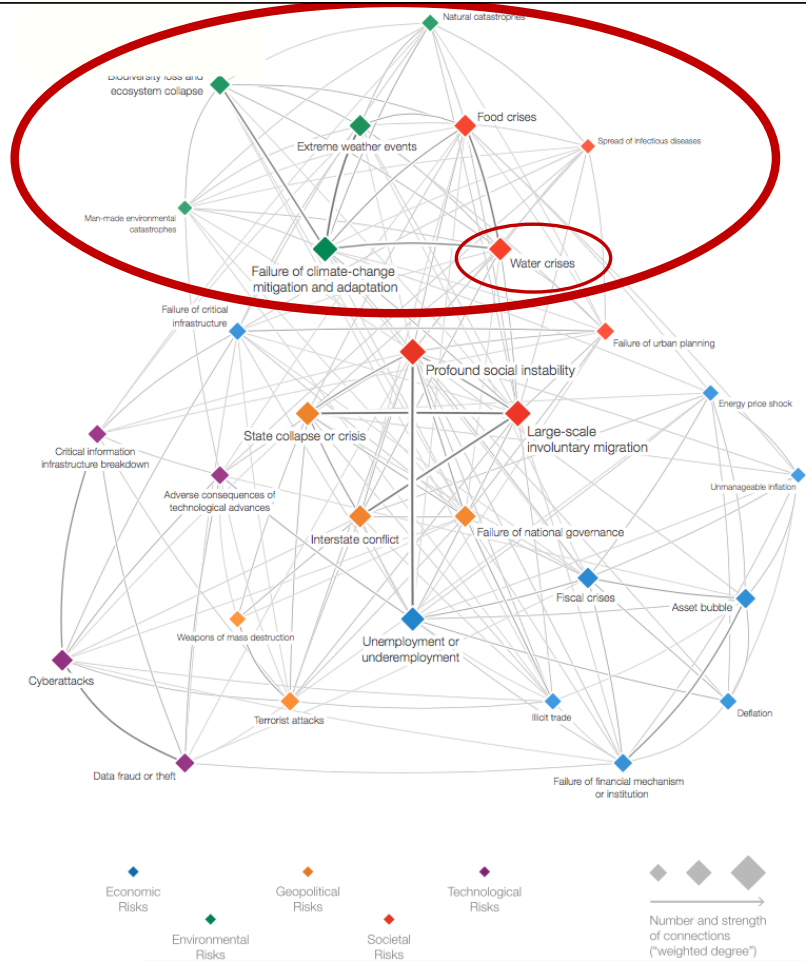 Natural catastrophes
Biodiversity loss and
ecosystem collapse
Food crises
Extreme weather events
Spread of infectious diseases
Man-made environmental
catastrophes
Water crises
Failure of climate-change
mitigation and adaptation
Failure of critical
infrastructure
Failure of urban planning
Profound social instability
Energy price shock
State collapse or crisis
Large-scale
involuntary migration
Critical information
infrastructure breakdown
Unmanageable inflation
Adverse consequences of
technological advances
Interstate conflict
Failure of national governance
Fiscal crises
Asset bubble
Weapons of mass destruction
Unemployment or
underemployment
Cyberattacks
Terrorist attacks
Illicit trade
Deflation
Data fraud or theft
Failure of financial mechanism
or institution
Economic
Risks
Geopolitical
Risks
Technological
Risks
Environmental
Risks
Societal
Risks
Number and strength
of connections
("weighted degree")